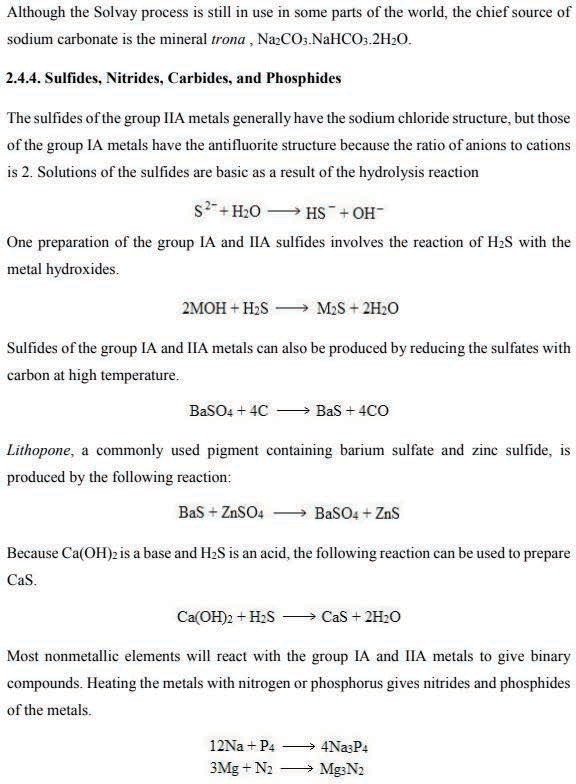 Although the Solvay process is still in use in some parts of the world, the chief source of
sodium carbonate is the mineral trona , Na₂CO₃.NaHCO₃.2H₂O.
2.4.4. Sulfides, Nitrides, Carbides, and Phosphides
The sulfides of the group IIA metals generally have the sodium chloride structure, but those
of the group IA metals have the antifluorite structure because the ratio of anions to cations
is 2. Solutions of the sulfides are basic as a result of the hydrolysis reaction
S²⁻ + H₂O ⟶ HS⁻ + OH⁻
One preparation of the group IA and IIA sulfides involves the reaction of H₂S with the
metal hydroxides.
2MOH + H₂S ⟶ M₂S + 2H₂O
Sulfides of the group IA and IIA metals can also be produced by reducing the sulfates with
carbon at high temperature.
BaSO₄ + 4C ⟶ BaS + 4CO
Lithopone, a commonly used pigment containing barium sulfate and zinc sulfide, is
produced by the following reaction:
BaS + ZnSO₄ ⟶ BaSO₄ + ZnS
Because Ca(OH)₂ is a base and H₂S is an acid, the following reaction can be used to prepare
CaS.
Ca(OH)₂ + H₂S ⟶ CaS + 2H₂O
Most nonmetallic elements will react with the group IA and IIA metals to give binary
compounds. Heating the metals with nitrogen or phosphorus gives nitrides and phosphides
of the metals.
12Na + P₄ ⟶ 4Na₃P₄
3Mg + N₂ ⟶ Mg₃N₂